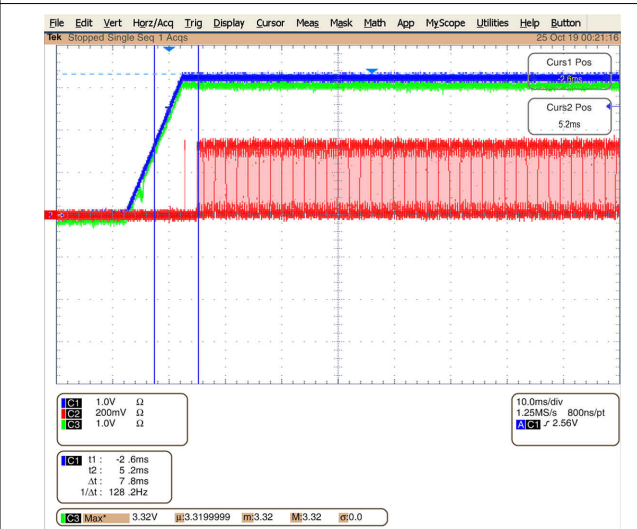 File Edit Vert Horz/Acq Trig Display Cursor Meas Mask Math App MyScope Utilities Help Button
Tek Stopped Single Seq 1 Acqs 25 Oct 19 00:21:16
Curs1 Pos
-2.6ms
Curs2 Pos
5.2ms
C1 1.0V Ω
C2 200mV Ω
C3 1.0V Ω
10.0ms/div
1.25MS/s 800ns/pt
A C1 ƒ 2.56V
C1 t1: -2.6ms
t2: 5.2ms
Δt: 7.8ms
1/Δt: 128.2Hz
C3 Max* 3.32V µ:3.3199999 m:3.32 M:3.32 σ:0.0